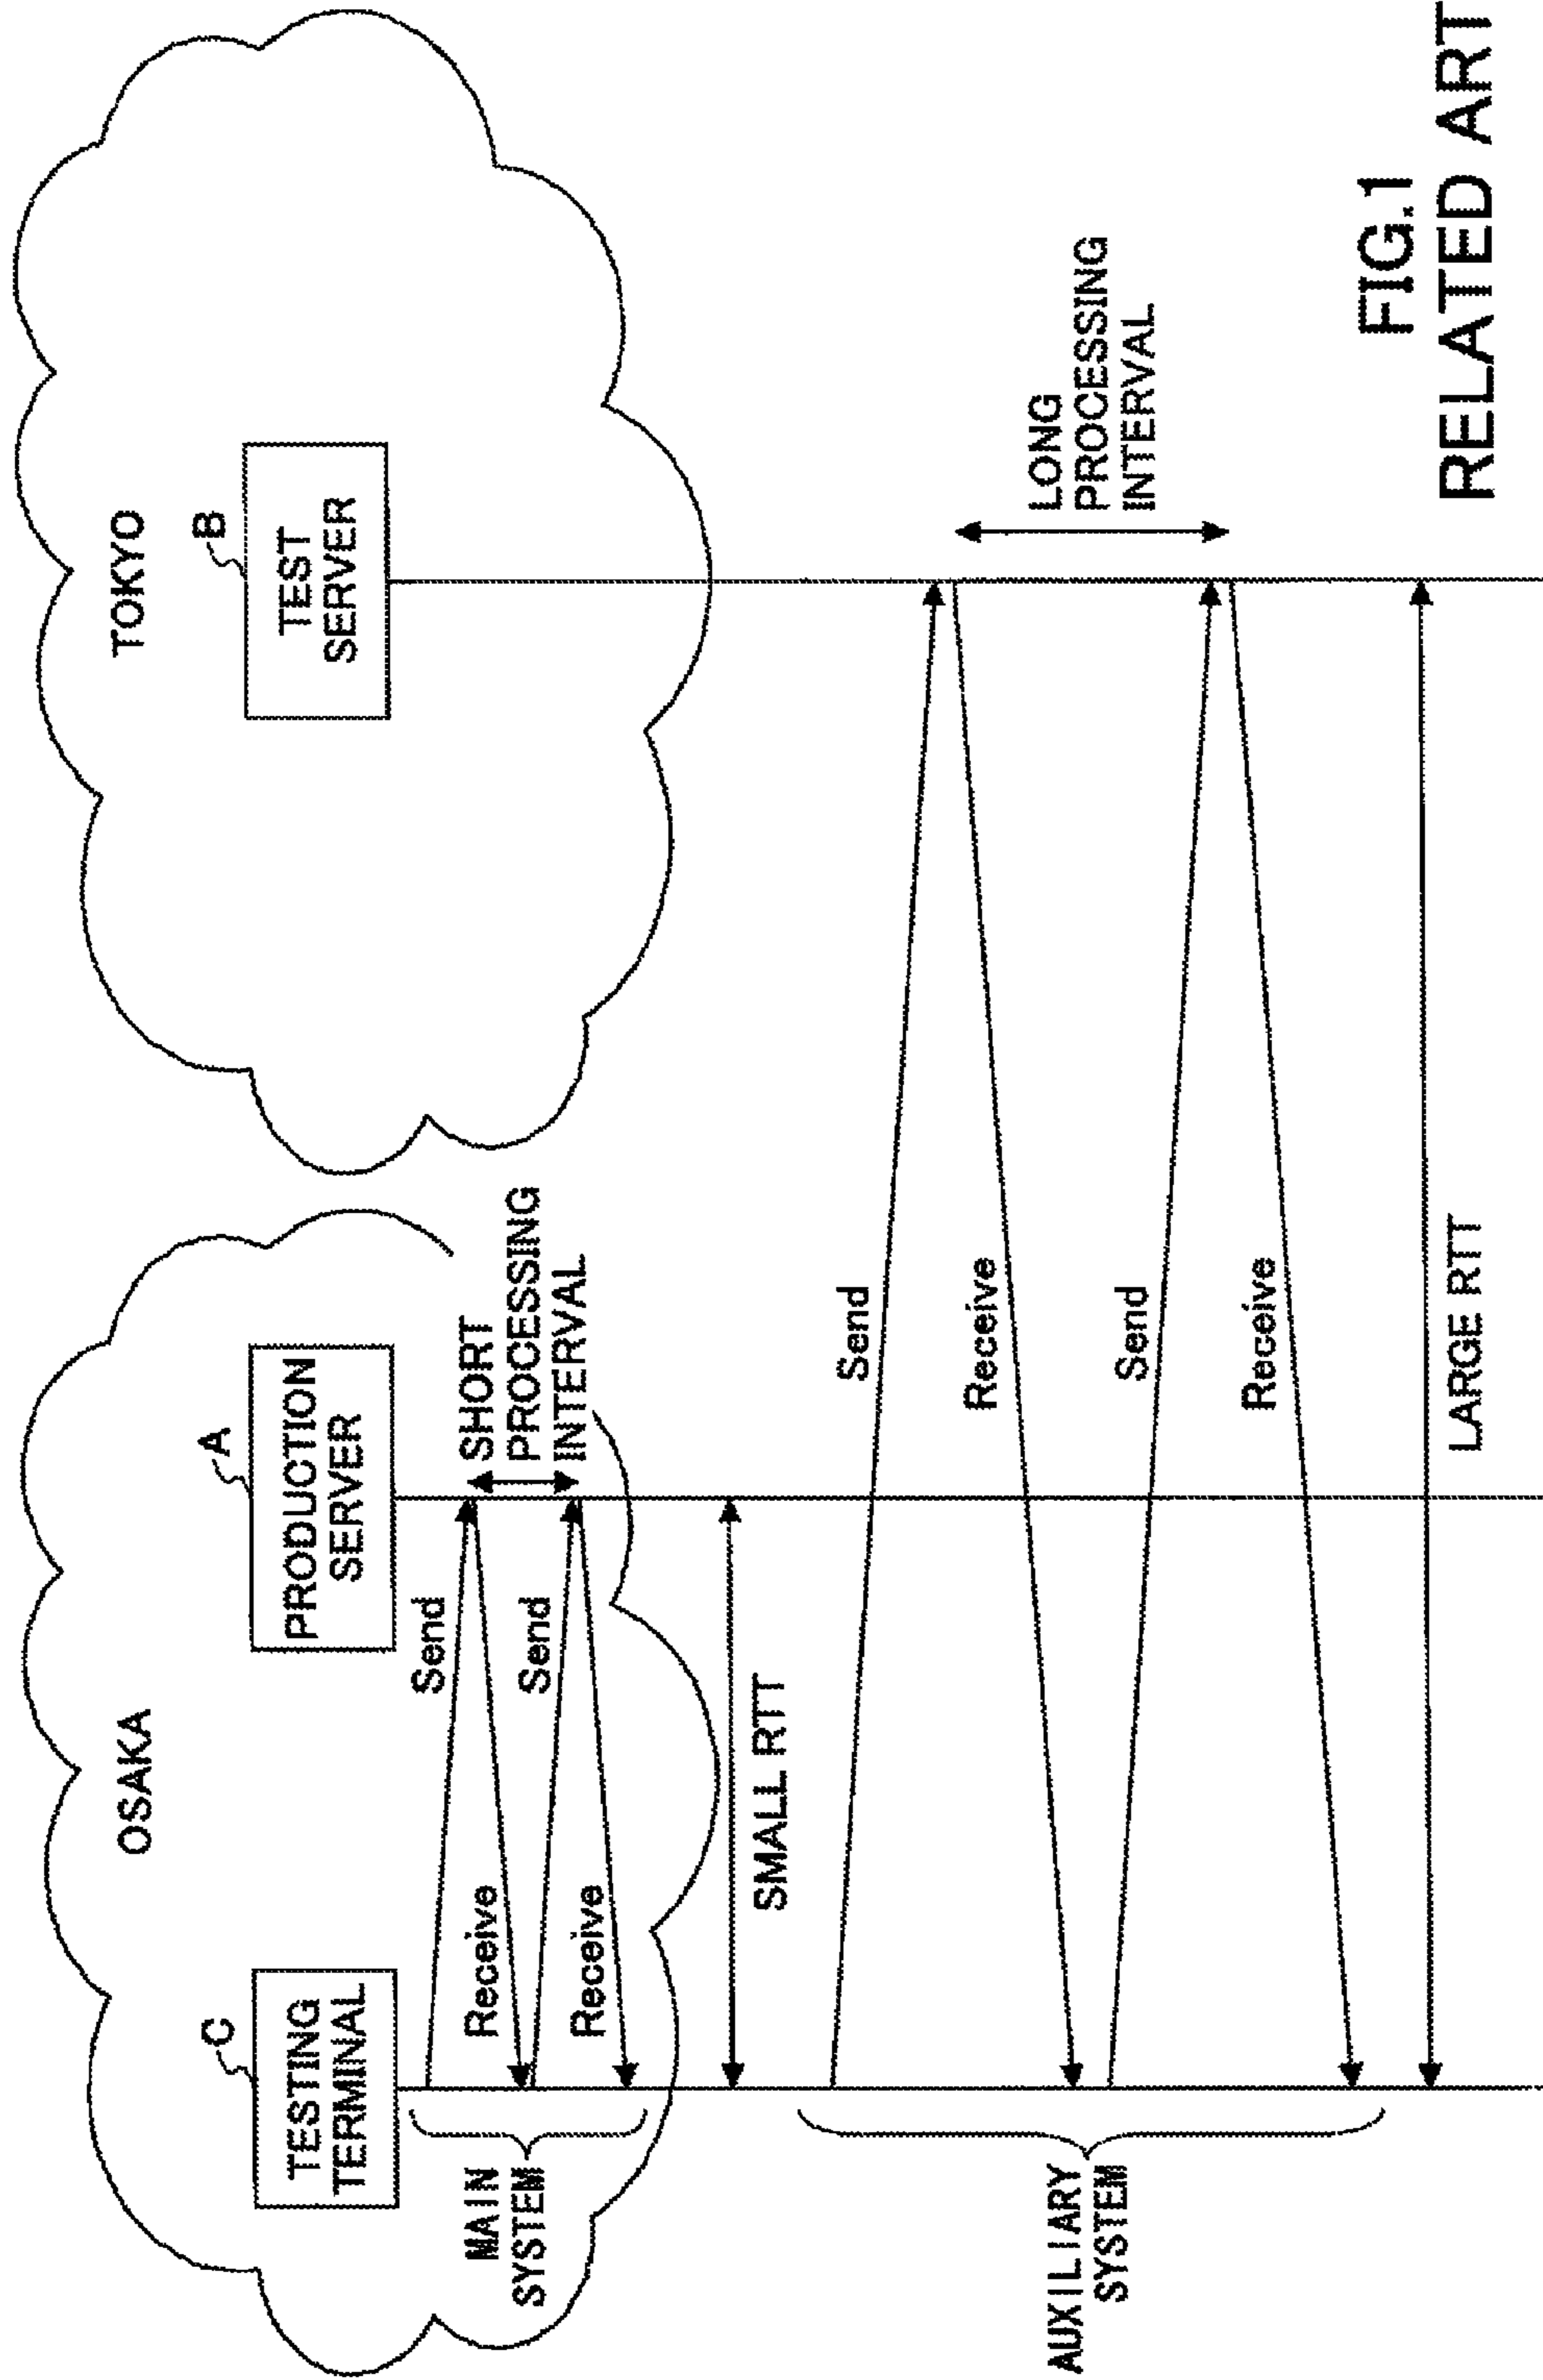 OSAKA
TOKYO
C
A
B
TESTING
TERMINAL
PRODUCTION
SERVER
TEST
SERVER
MAIN
SYSTEM
Send
Receive
Send
Receive
SHORT
PROCESSING
INTERVAL
SMALL RTT
AUXILIARY
SYSTEM
Send
Receive
Send
Receive
LONG
PROCESSING
INTERVAL
LARGE RTT
FIG.1
RELATED ART